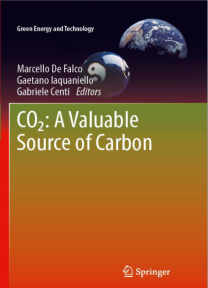 Green Energy and Technology
Marcello De Falco
Gaetano Iaquaniello
Gabriele Centi Editors
CO₂: A Valuable
Source of Carbon
Springer